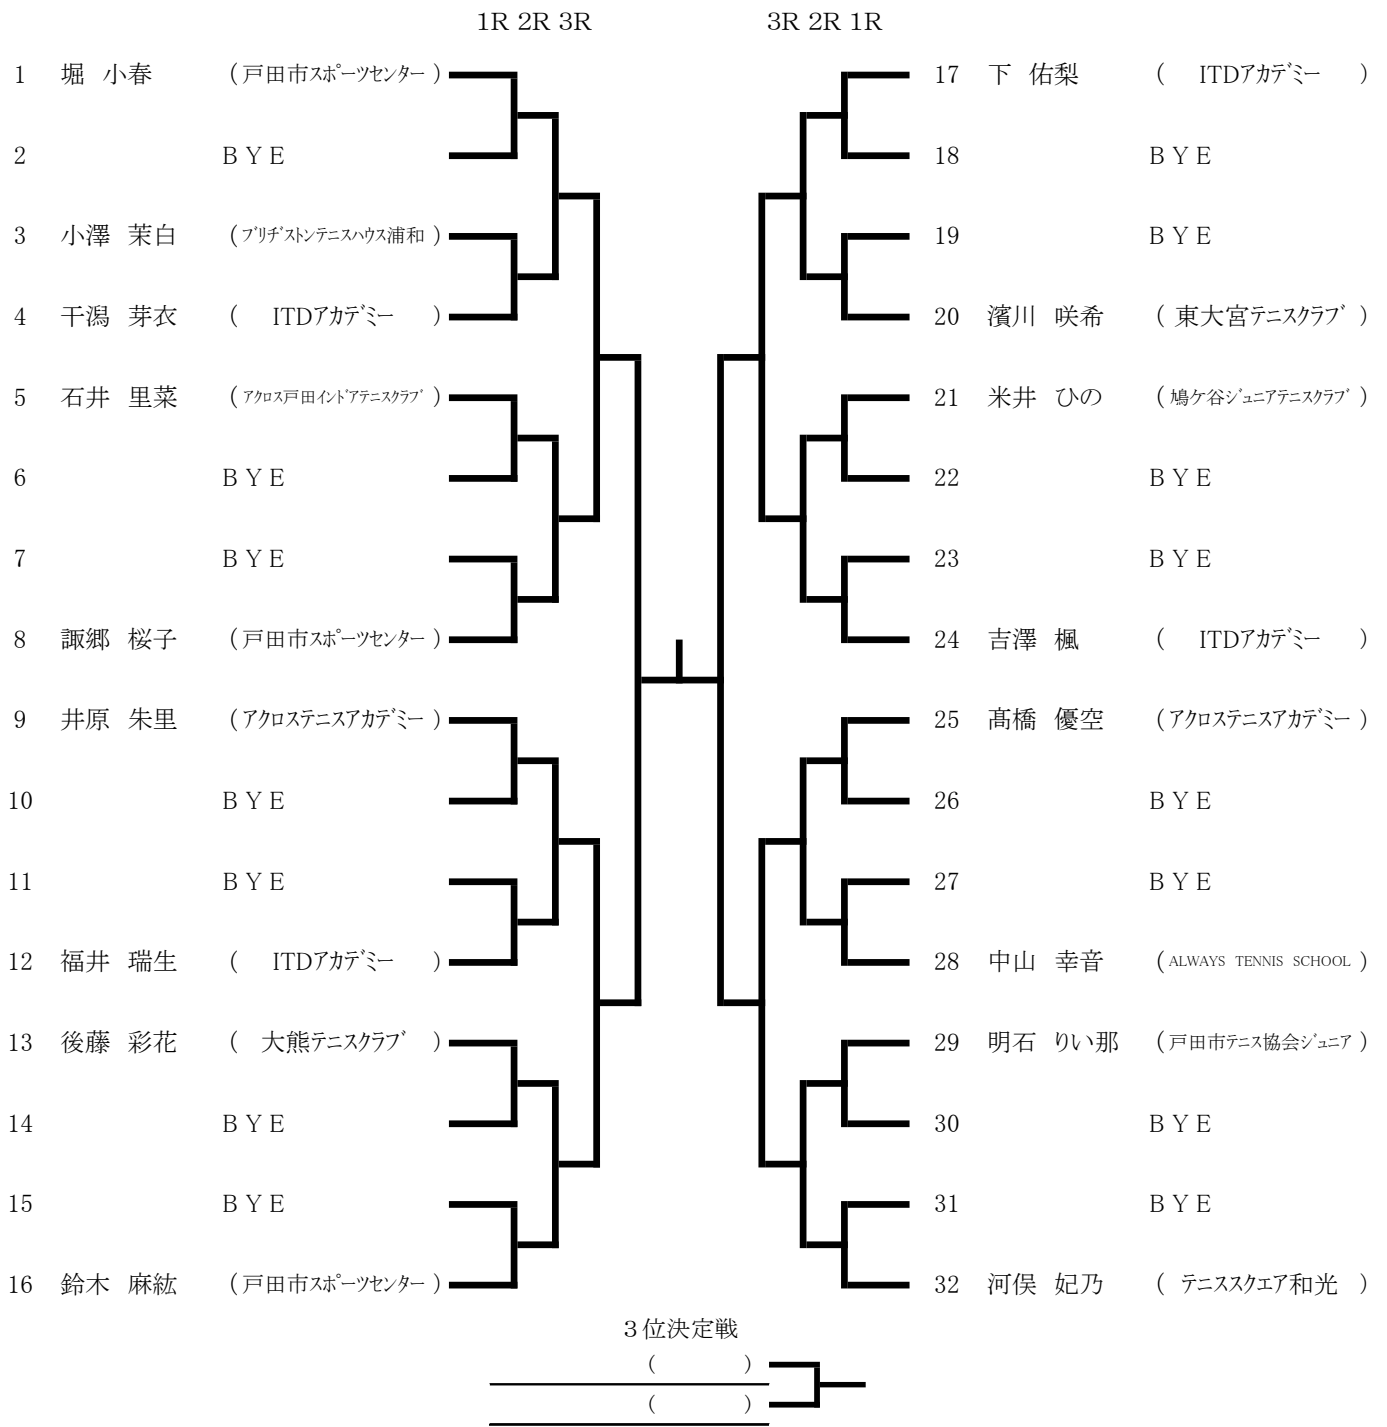 1R 2R 3R 3R 2R 1R
1 堀 小春 (戸田市スポーツセンター) 17 下 佑梨 ( ITDアカデミー )
2 BYE 18 BYE
3 小澤 茉白 (ブリヂストンテニスハウス浦和) 19 BYE
4 干潟 芽衣 ( ITDアカデミー ) 20 濱川 咲希 (東大宮テニスクラブ)
5 石井 里菜 (アクロス戸田インドアテニスクラブ) 21 米井 ひの (鳩ケ谷ジュニアテニスクラブ)
6 BYE 22 BYE
7 BYE 23 BYE
8 諏郷 桜子 (戸田市スポーツセンター) 24 吉澤 楓 ( ITDアカデミー )
9 井原 朱里 (アクロステニスアカデミー) 25 髙橋 優空 (アクロステニスアカデミー)
10 BYE 26 BYE
11 BYE 27 BYE
12 福井 瑞生 ( ITDアカデミー ) 28 中山 幸音 (ALWAYS TENNIS SCHOOL)
13 後藤 彩花 ( 大熊テニスクラブ ) 29 明石 りい那 (戸田市テニス協会ジュニア)
14 BYE 30 BYE
15 BYE 31 BYE
16 鈴木 麻紘 (戸田市スポーツセンター) 32 河俣 妃乃 ( テニススクエア和光 )
３位決定戦
( )
( )